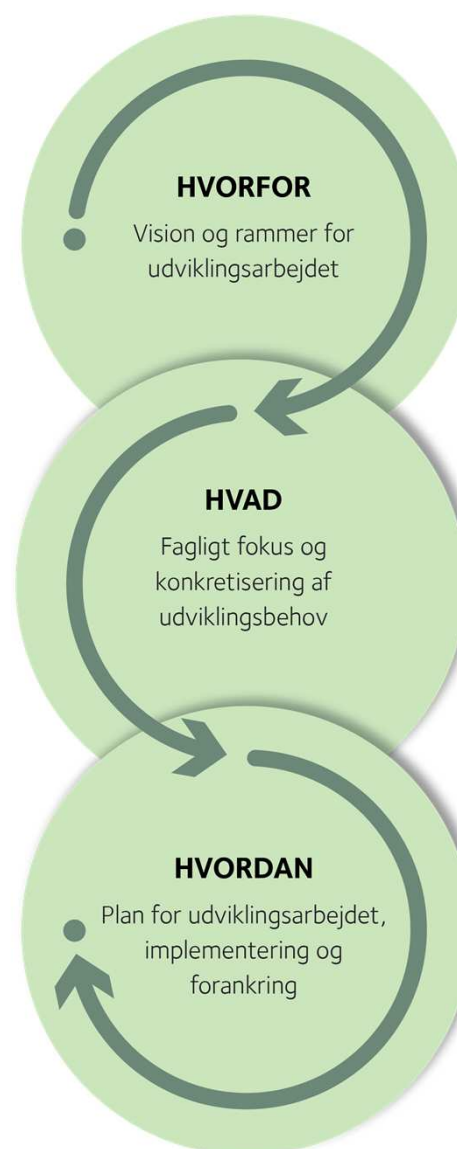 HVORFOR
Vision og rammer for
udviklingsarbejdet
HVAD
Fagligt fokus og
konkretisering af
udviklingsbehov
HVORDAN
Plan for udviklingsarbejdet,
implementering og
forankring